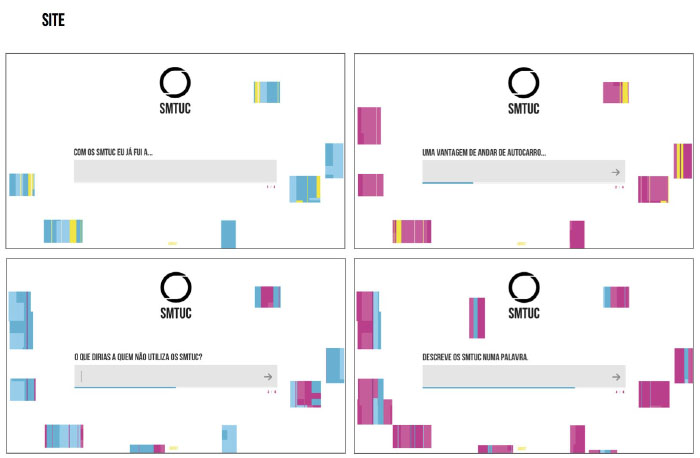 SITE
SMTUC
COM OS SMTUC EU JÁ FUI A...
SMTUC
UMA VANTAGEM DE ANDAR DE AUTOCARRO...
SMTUC
O QUE DIRIAS A QUEM NÃO UTILIZA OS SMTUC?
SMTUC
DESCREVE OS SMTUC NUMA PALAVRA.